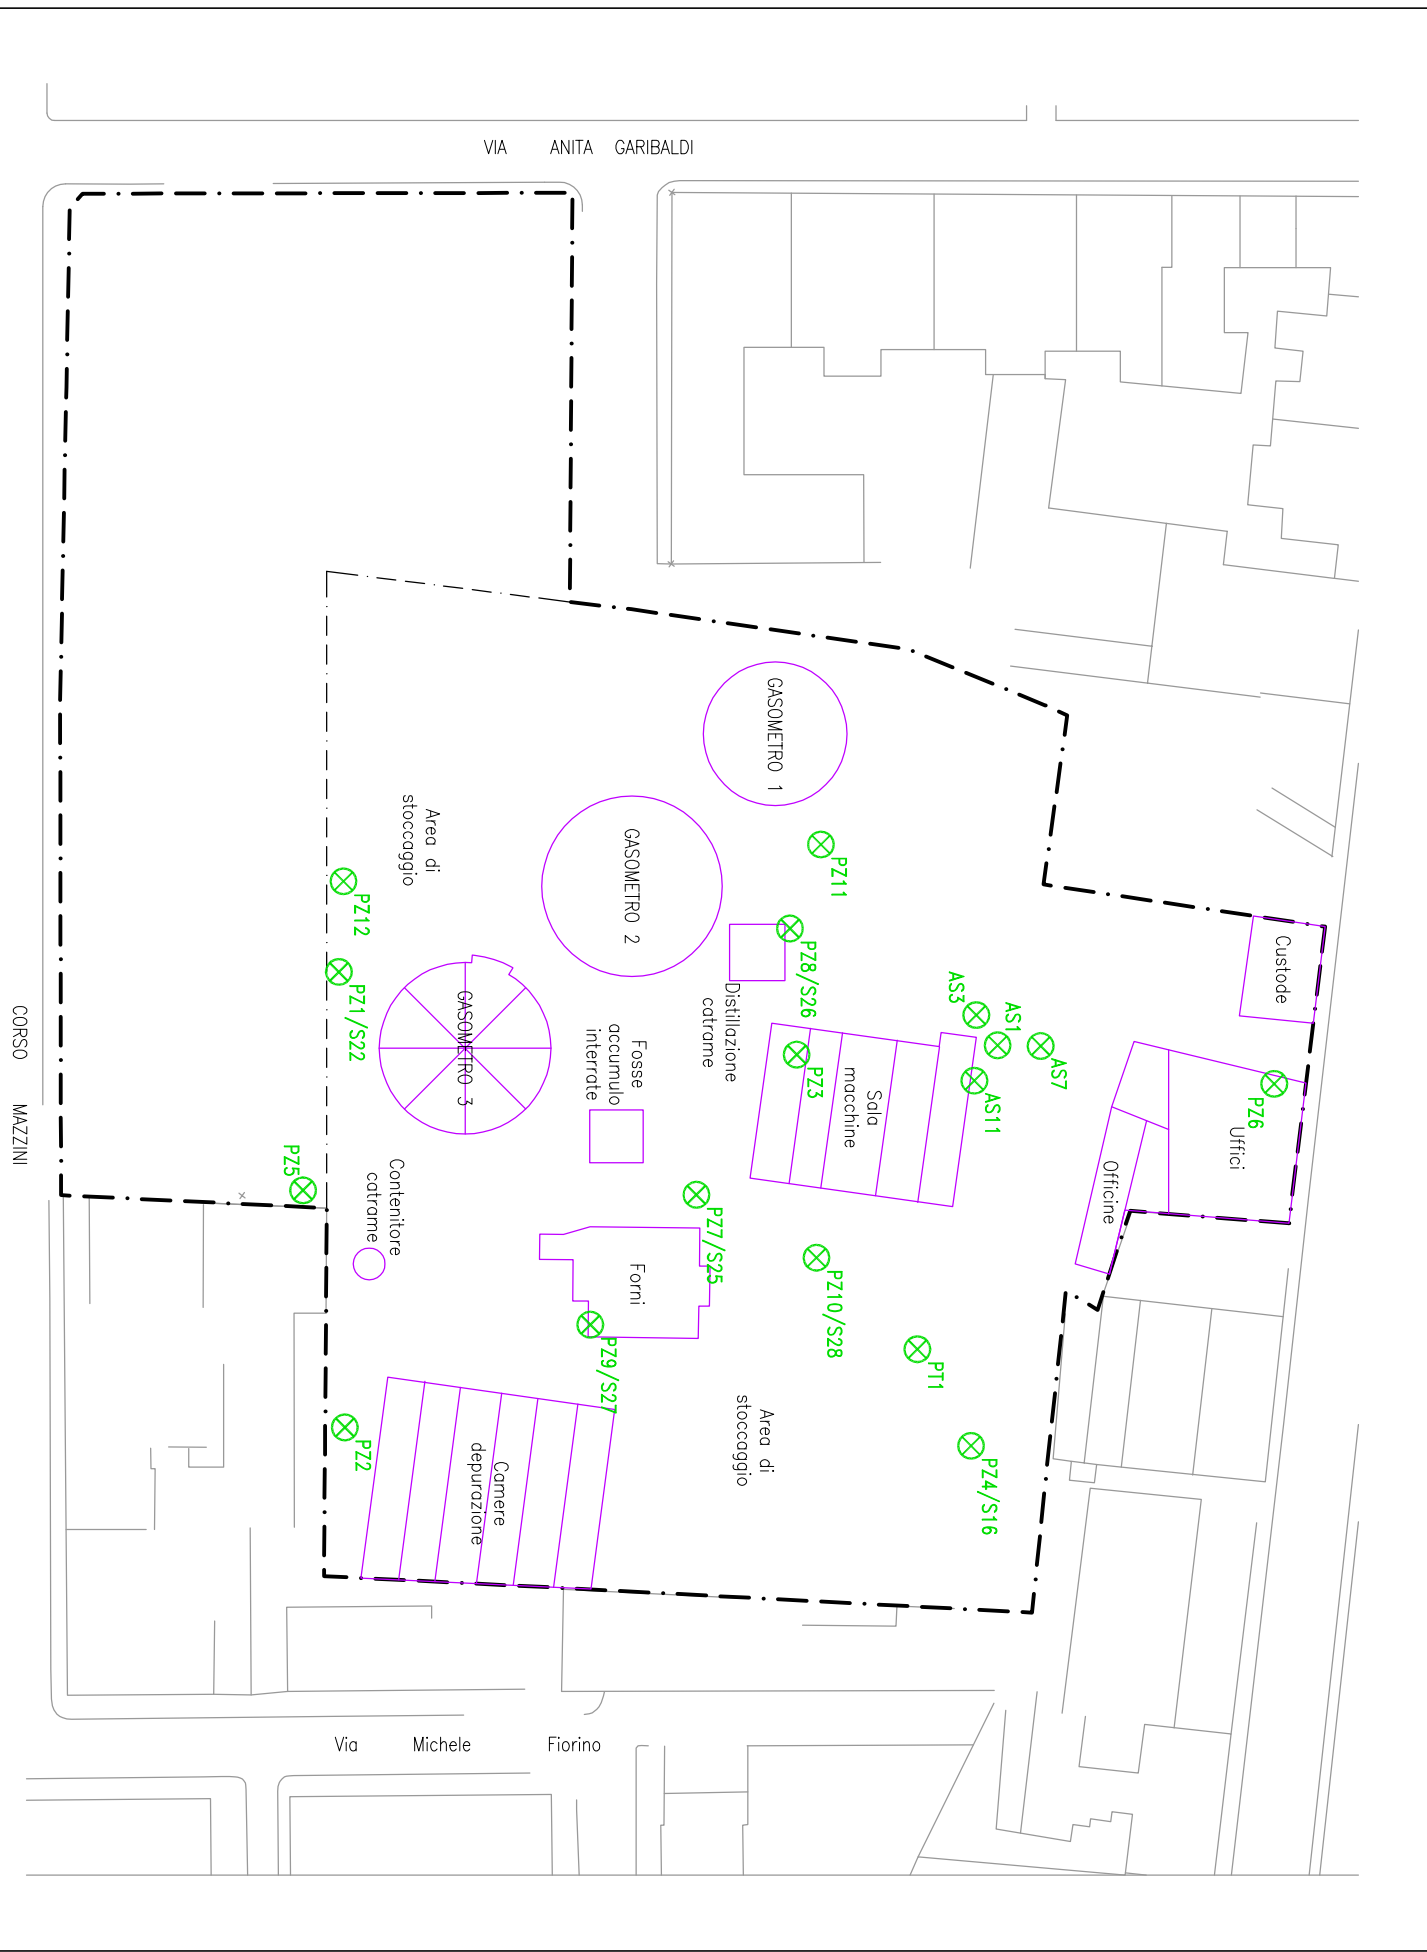 VIA ANITA GARIBALDI
GASOMETRO 1
Area di
stoccaggio
GASOMETRO 2
PZ11
PZ12
PZ8/S26
Custode
PZ1/S22
GASOMETRO 3
Distillazione
catrame
AS3
AS1
AS7
Fosse
accumulo
interrate
PZ3
Sala
macchine
AS11
PZ6
Uffici
CORSO MAZZINI
PZ5
Contenitore
catrame
PZ7/S25
Officine
Forni
PZ10/S28
PZ9/S27
PT1
PZ2
Camere
depurazione
Area di
stoccaggio
PZ4/S16
Via Michele Fiorino